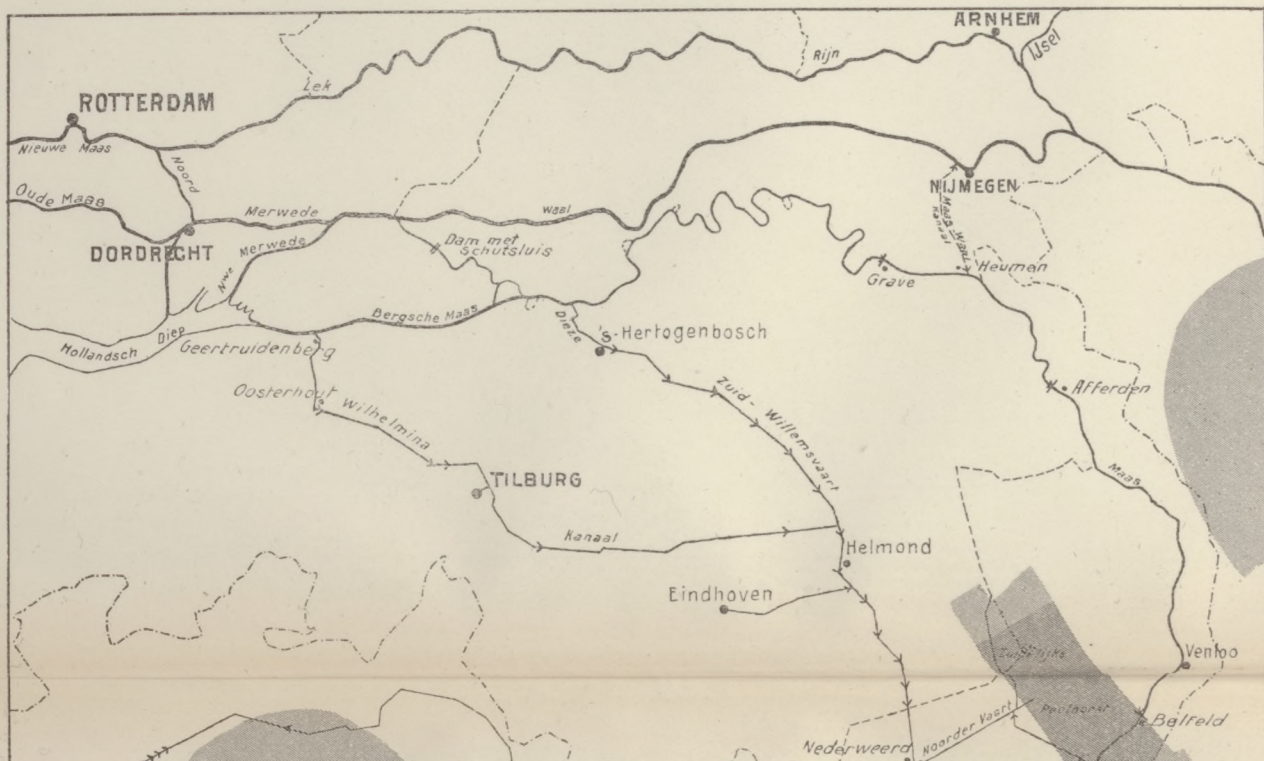 ARNHEM
IJsel
Rijn
Lek
ROTTERDAM
Nieuwe Maas
Noord
Oude Maas
DORDRECHT
Merwede
Waal
NIJMEGEN
Maas-Waal
Kanaal
Nwe Merwede
Dam met
Schutsluis
Heuman
Grave
Bergsche Maas
Dieze
's-Hertogenbosch
Hollandsch Diep
Geertruidenberg
Oosterhout
Wilhelmina
Zuid-Willemsvaart
Afferden
Maas
TILBURG
Kanaal
Helmond
Eindhoven
Zuidelijke
Venloo
Peelhorst
Belfeld
Nederweerd
Noorder Vaart